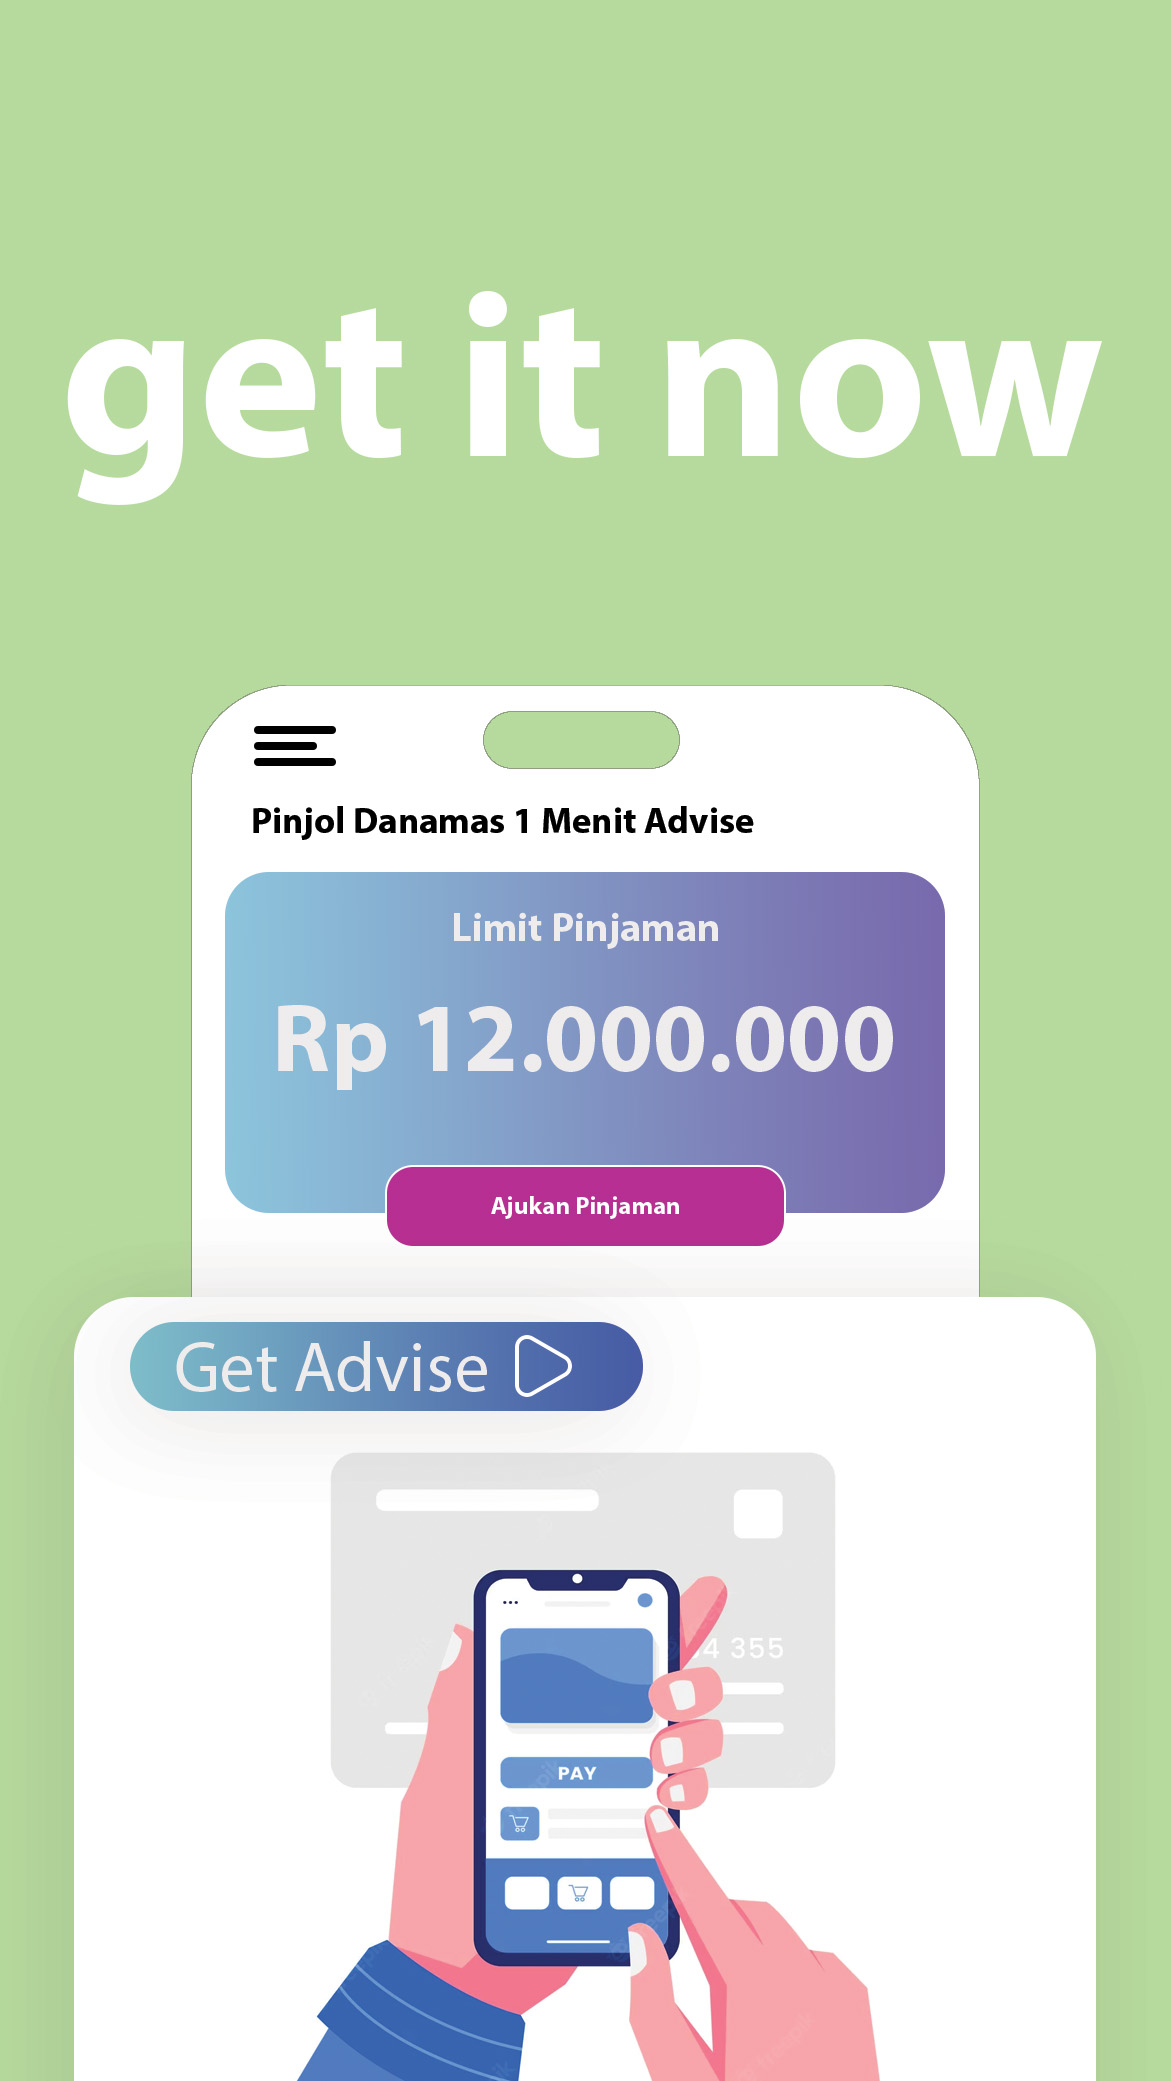 get it now
Pinjol Danamas 1 Menit Advise
Limit Pinjaman
Rp 12.000.000
Ajukan Pinjaman
Get Advise
4 355
PAY